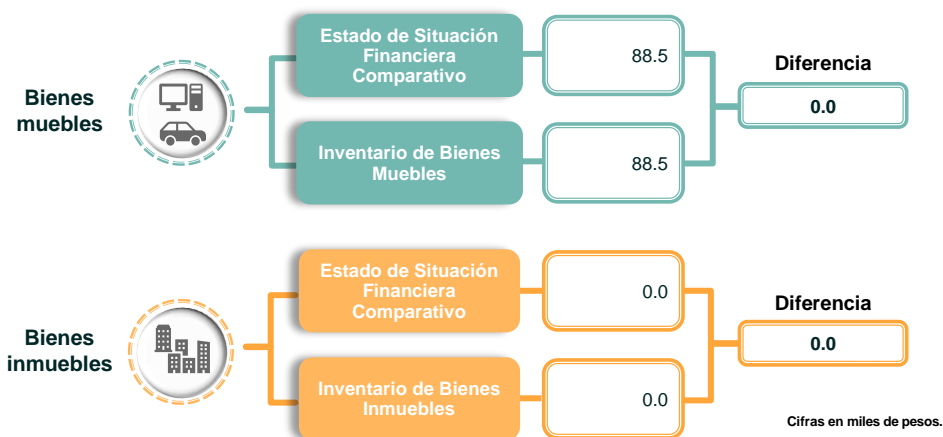 Bienes
muebles
Estado de Situación
Financiera
Comparativo
88.5
Inventario de Bienes
Muebles
88.5
Diferencia
0.0
Bienes
inmuebles
Estado de Situación
Financiera
Comparativo
0.0
Inventario de Bienes
Inmuebles
0.0
Diferencia
0.0
Cifras en miles de pesos.